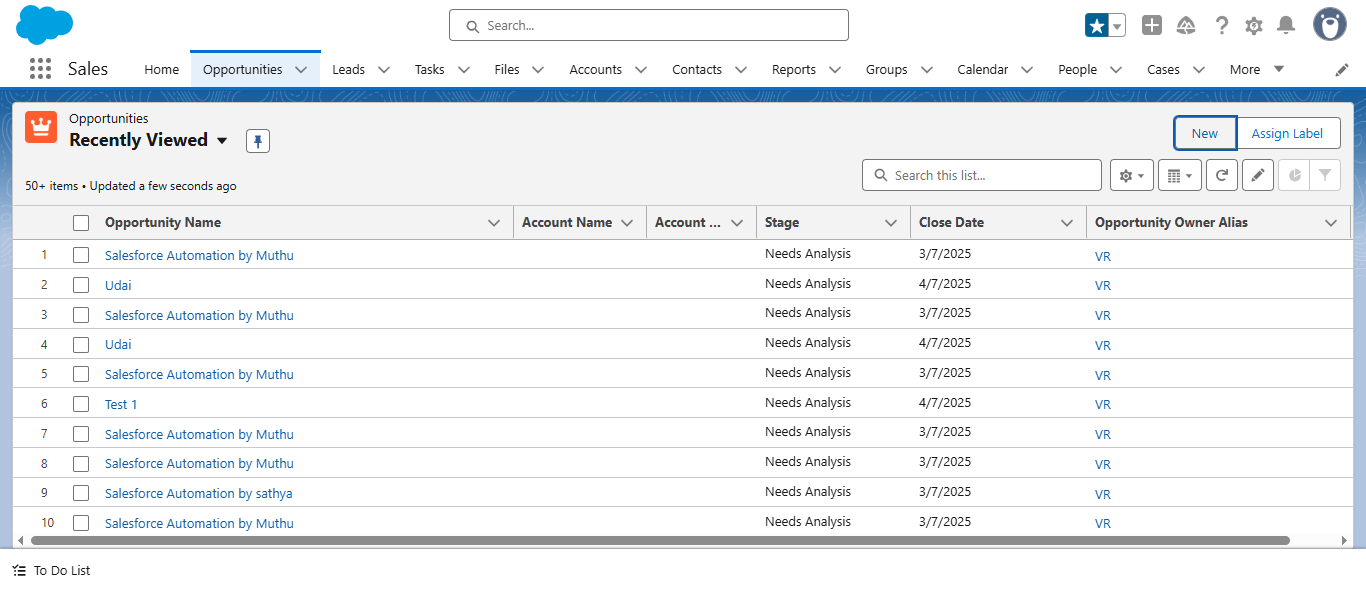 Search...
Sales Home Opportunities Leads Tasks Files Accounts Contacts Reports Groups Calendar People Cases More
Opportunities
Recently Viewed
New Assign Label
50+ items • Updated a few seconds ago
Search this list...
Opportunity Name Account Name Account ... Stage Close Date Opportunity Owner Alias
1 Salesforce Automation by Muthu Needs Analysis 3/7/2025 VR
2 Udai Needs Analysis 4/7/2025 VR
3 Salesforce Automation by Muthu Needs Analysis 3/7/2025 VR
4 Udai Needs Analysis 4/7/2025 VR
5 Salesforce Automation by Muthu Needs Analysis 3/7/2025 VR
6 Test 1 Needs Analysis 4/7/2025 VR
7 Salesforce Automation by Muthu Needs Analysis 3/7/2025 VR
8 Salesforce Automation by Muthu Needs Analysis 3/7/2025 VR
9 Salesforce Automation by sathya Needs Analysis 3/7/2025 VR
10 Salesforce Automation by Muthu Needs Analysis 3/7/2025 VR
To Do List